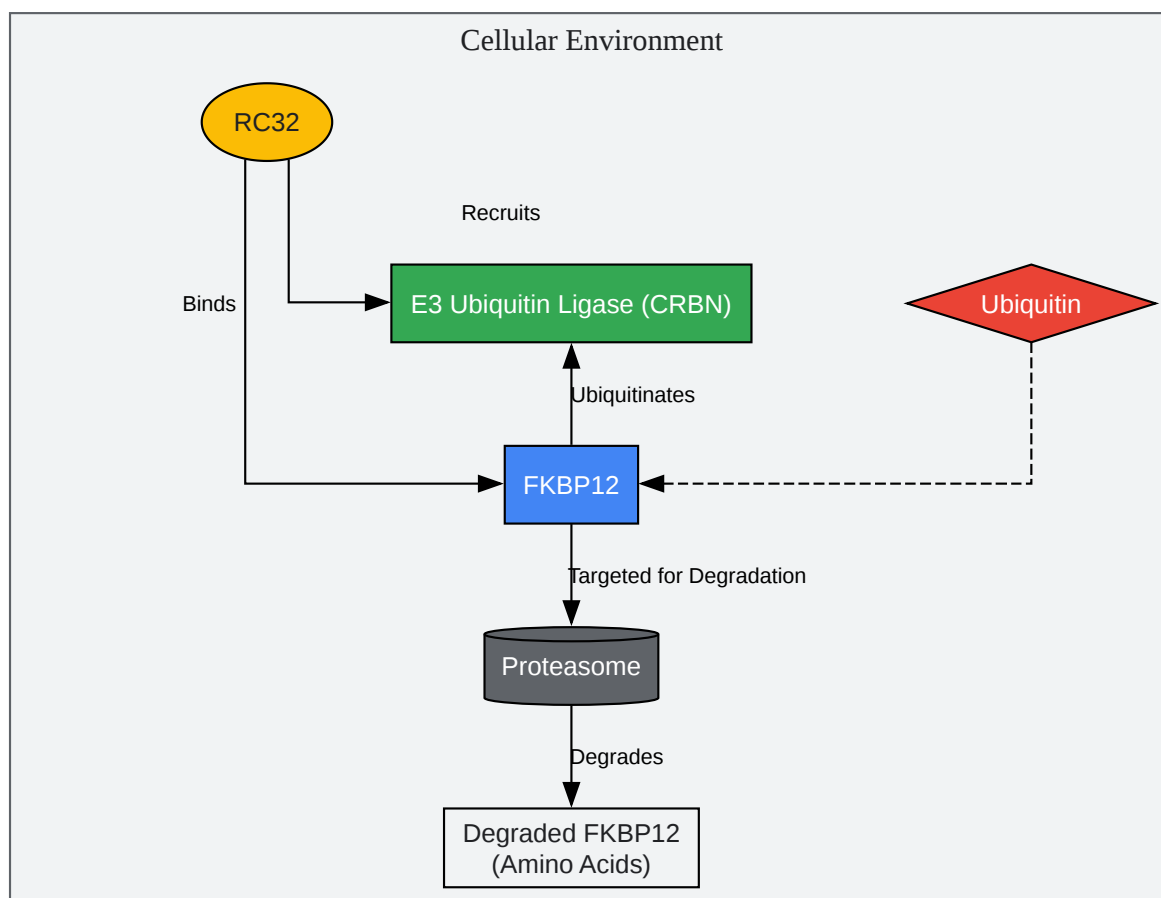 Cellular Environment
RC32
Recruits
Binds
E3 Ubiquitin Ligase (CRBN)
Ubiquitin
Ubiquitinates
FKBP12
Targeted for Degradation
Proteasome
Degrades
Degraded FKBP12
(Amino Acids)